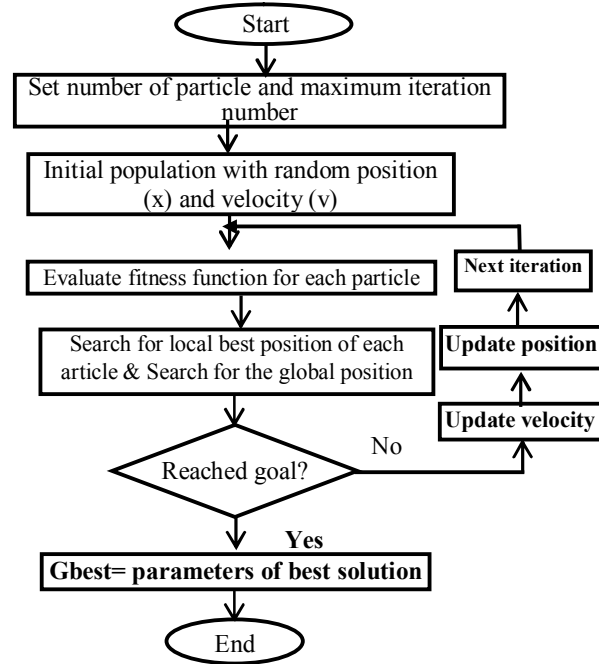 Start
Set number of particle and maximum iteration
number
Initial population with random position
(x) and velocity (v)
Evaluate fitness function for each particle
Next iteration
Search for local best position of each
article & Search for the global position
Update position
Update velocity
Reached goal?
No
Yes
Gbest= parameters of best solution
End